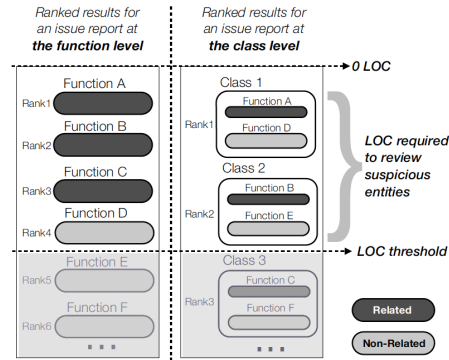 Ranked results for
an issue report at
the function level
Ranked results for
an issue report at
the class level
0 LOC
Function A
Rank1
Function B
Rank2
Function C
Rank3
Function D
Rank4
Function E
Rank5
Function F
Rank6
...
Class 1
Function A
Rank1
Function D
Class 2
Function B
Rank2
Function E
Class 3
Function C
Rank3
Function F
...
LOC required
to review
suspicious
entities
LOC threshold
Related
Non-Related